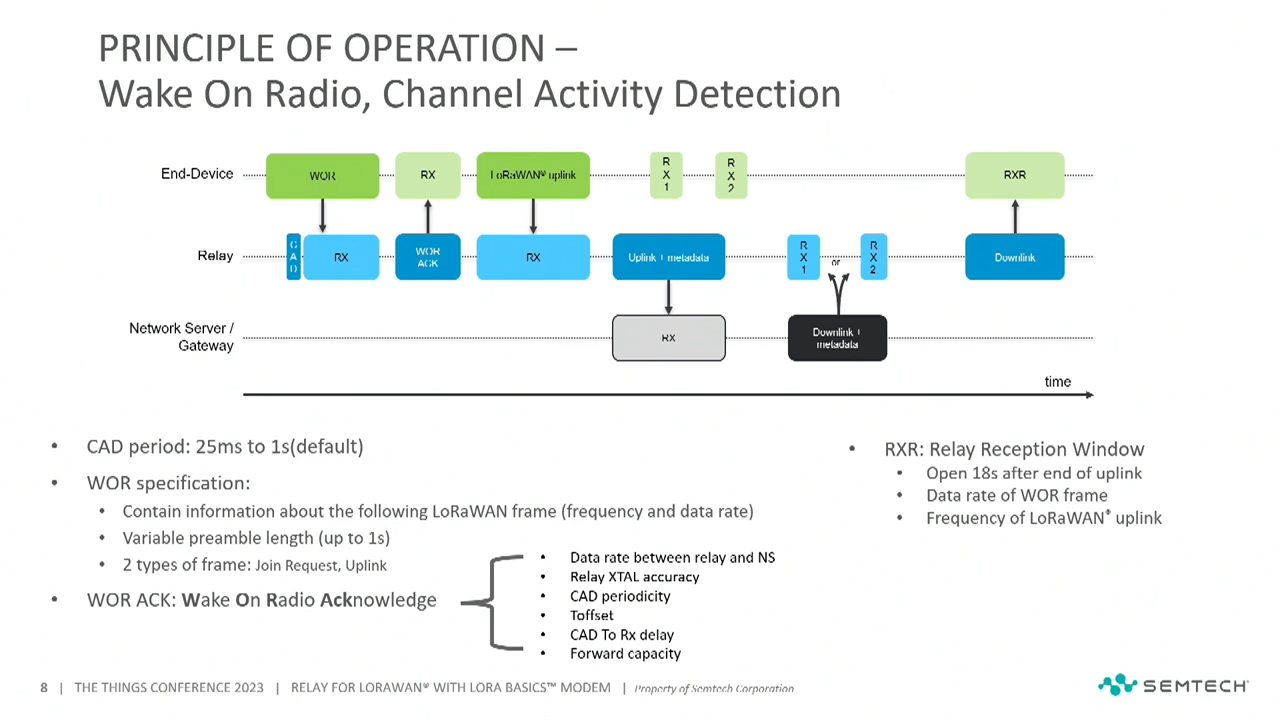 PRINCIPLE OF OPERATION –
Wake On Radio, Channel Activity Detection
End-Device
WOR
RX
LoRaWAN® uplink
RX1
RX2
RXR
Relay
CAD
RX
WOR
ACK
RX
Uplink + metadata
RX1
or
RX2
Downlink
Network Server /
Gateway
RX
Downlink +
metadata
time
• CAD period: 25ms to 1s(default)
• WOR specification:
• Contain information about the following LoRaWAN frame (frequency and data rate)
• Variable preamble length (up to 1s)
• 2 types of frame: Join Request, Uplink
• WOR ACK: Wake On Radio Acknowledge
• Data rate between relay and NS
• Relay XTAL accuracy
• CAD periodicity
• Toffset
• CAD To Rx delay
• Forward capacity
• RXR: Relay Reception Window
• Open 18s after end of uplink
• Data rate of WOR frame
• Frequency of LoRaWAN® uplink
8 | THE THINGS CONFERENCE 2023 | RELAY FOR LORAWAN® WITH LORA BASICS™ MODEM | Property of Semtech Corporation
SEMTECH